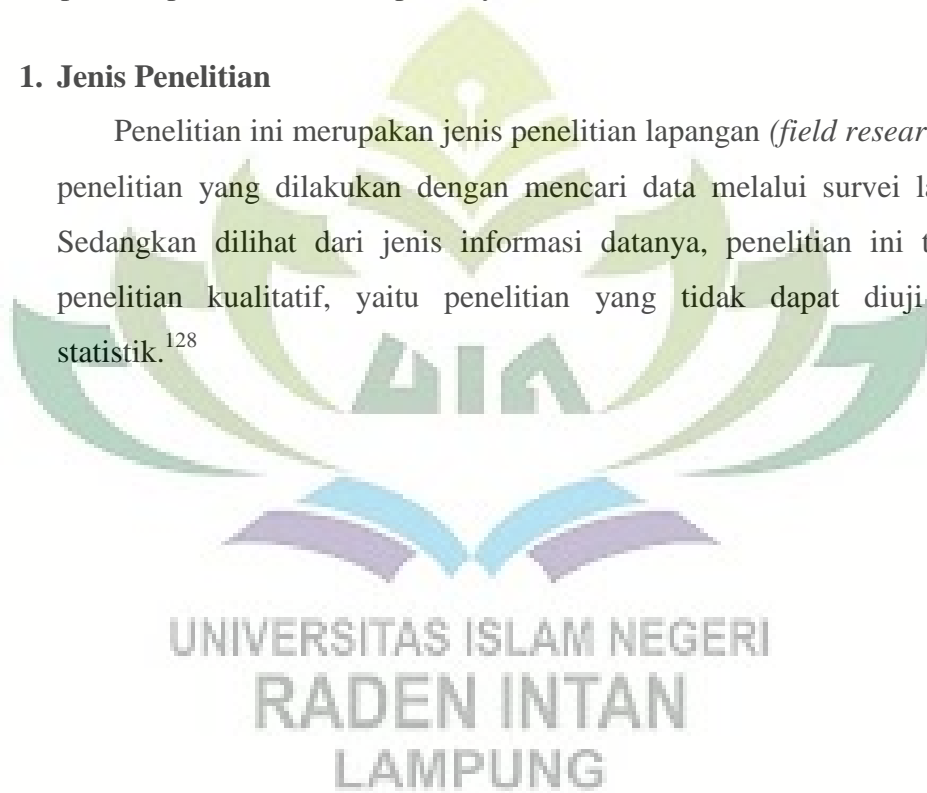 1. Jenis Penelitian
Penelitian ini merupakan jenis penelitian lapangan (field resear
penelitian yang dilakukan dengan mencari data melalui survei la
Sedangkan dilihat dari jenis informasi datanya, penelitian ini t
penelitian kualitatif, yaitu penelitian yang tidak dapat diuji
statistik.128
UIN
UNIVERSITAS ISLAM NEGERI
RADEN INTAN
LAMPUNG